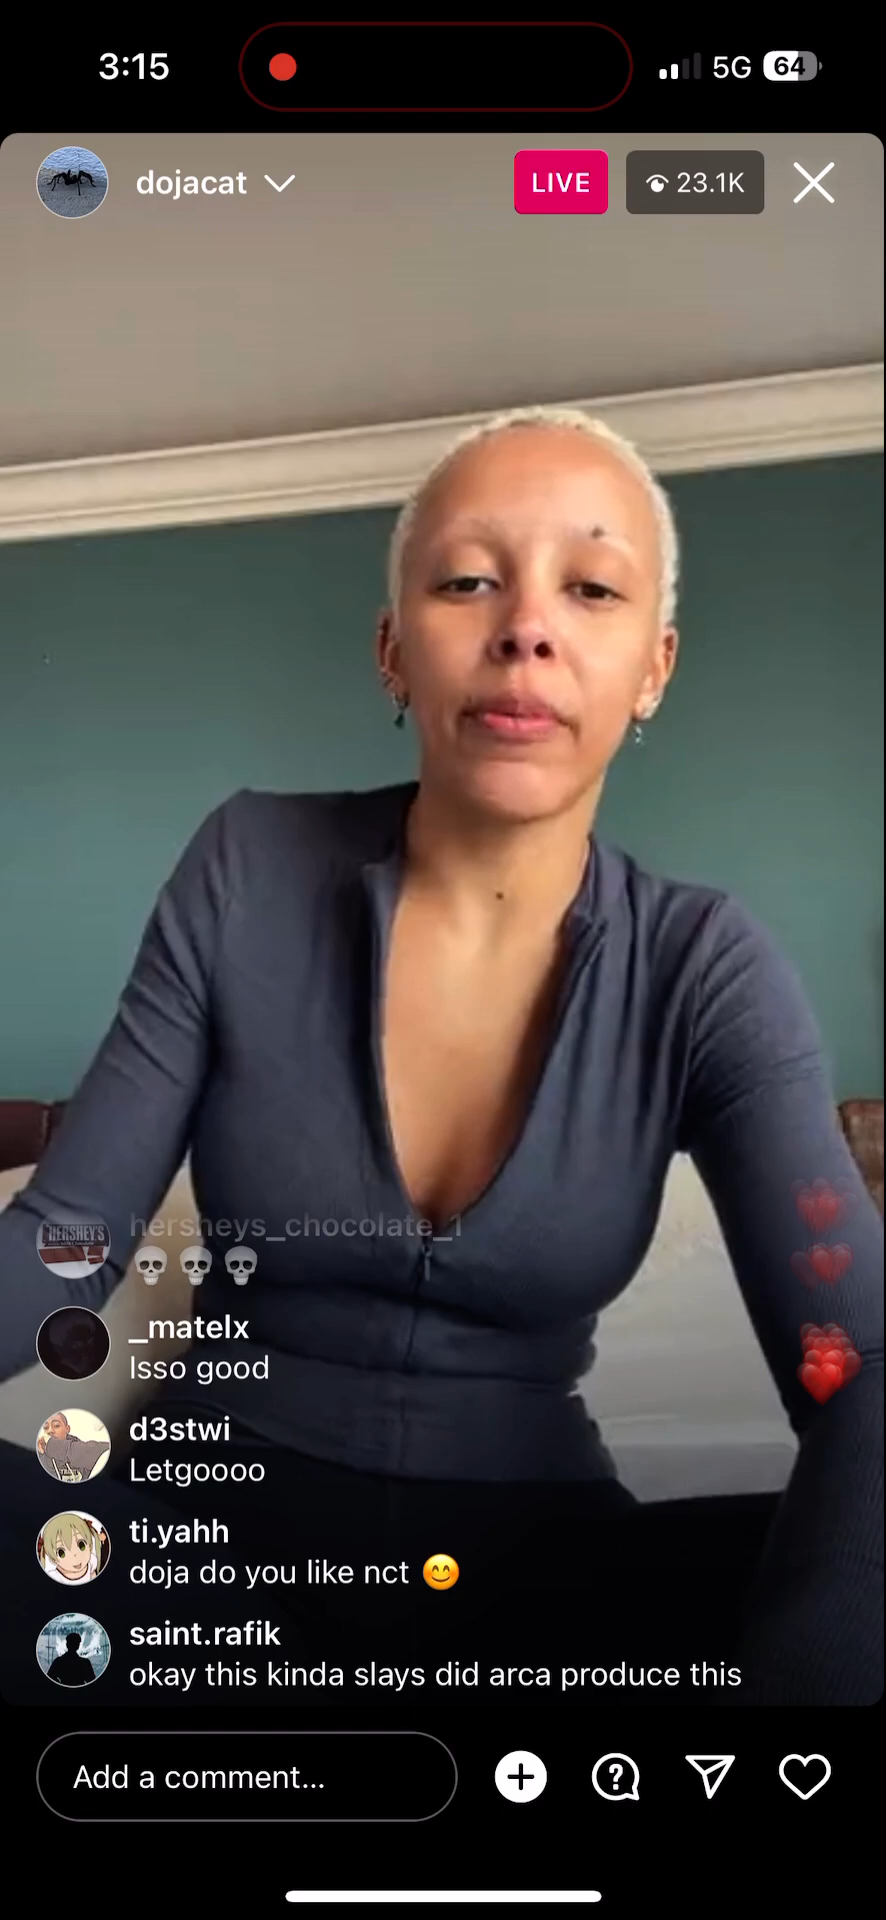 3:15
5G
64
dojacat
LIVE
23.1K
HERSHEY'S
hersheys_chocolate_1
💀💀💀
_matelx
Isso good
d3stwi
Letgoooo
ti.yahh
doja do you like nct 😊
saint.rafik
okay this kinda slays did arca produce this
Add a comment...